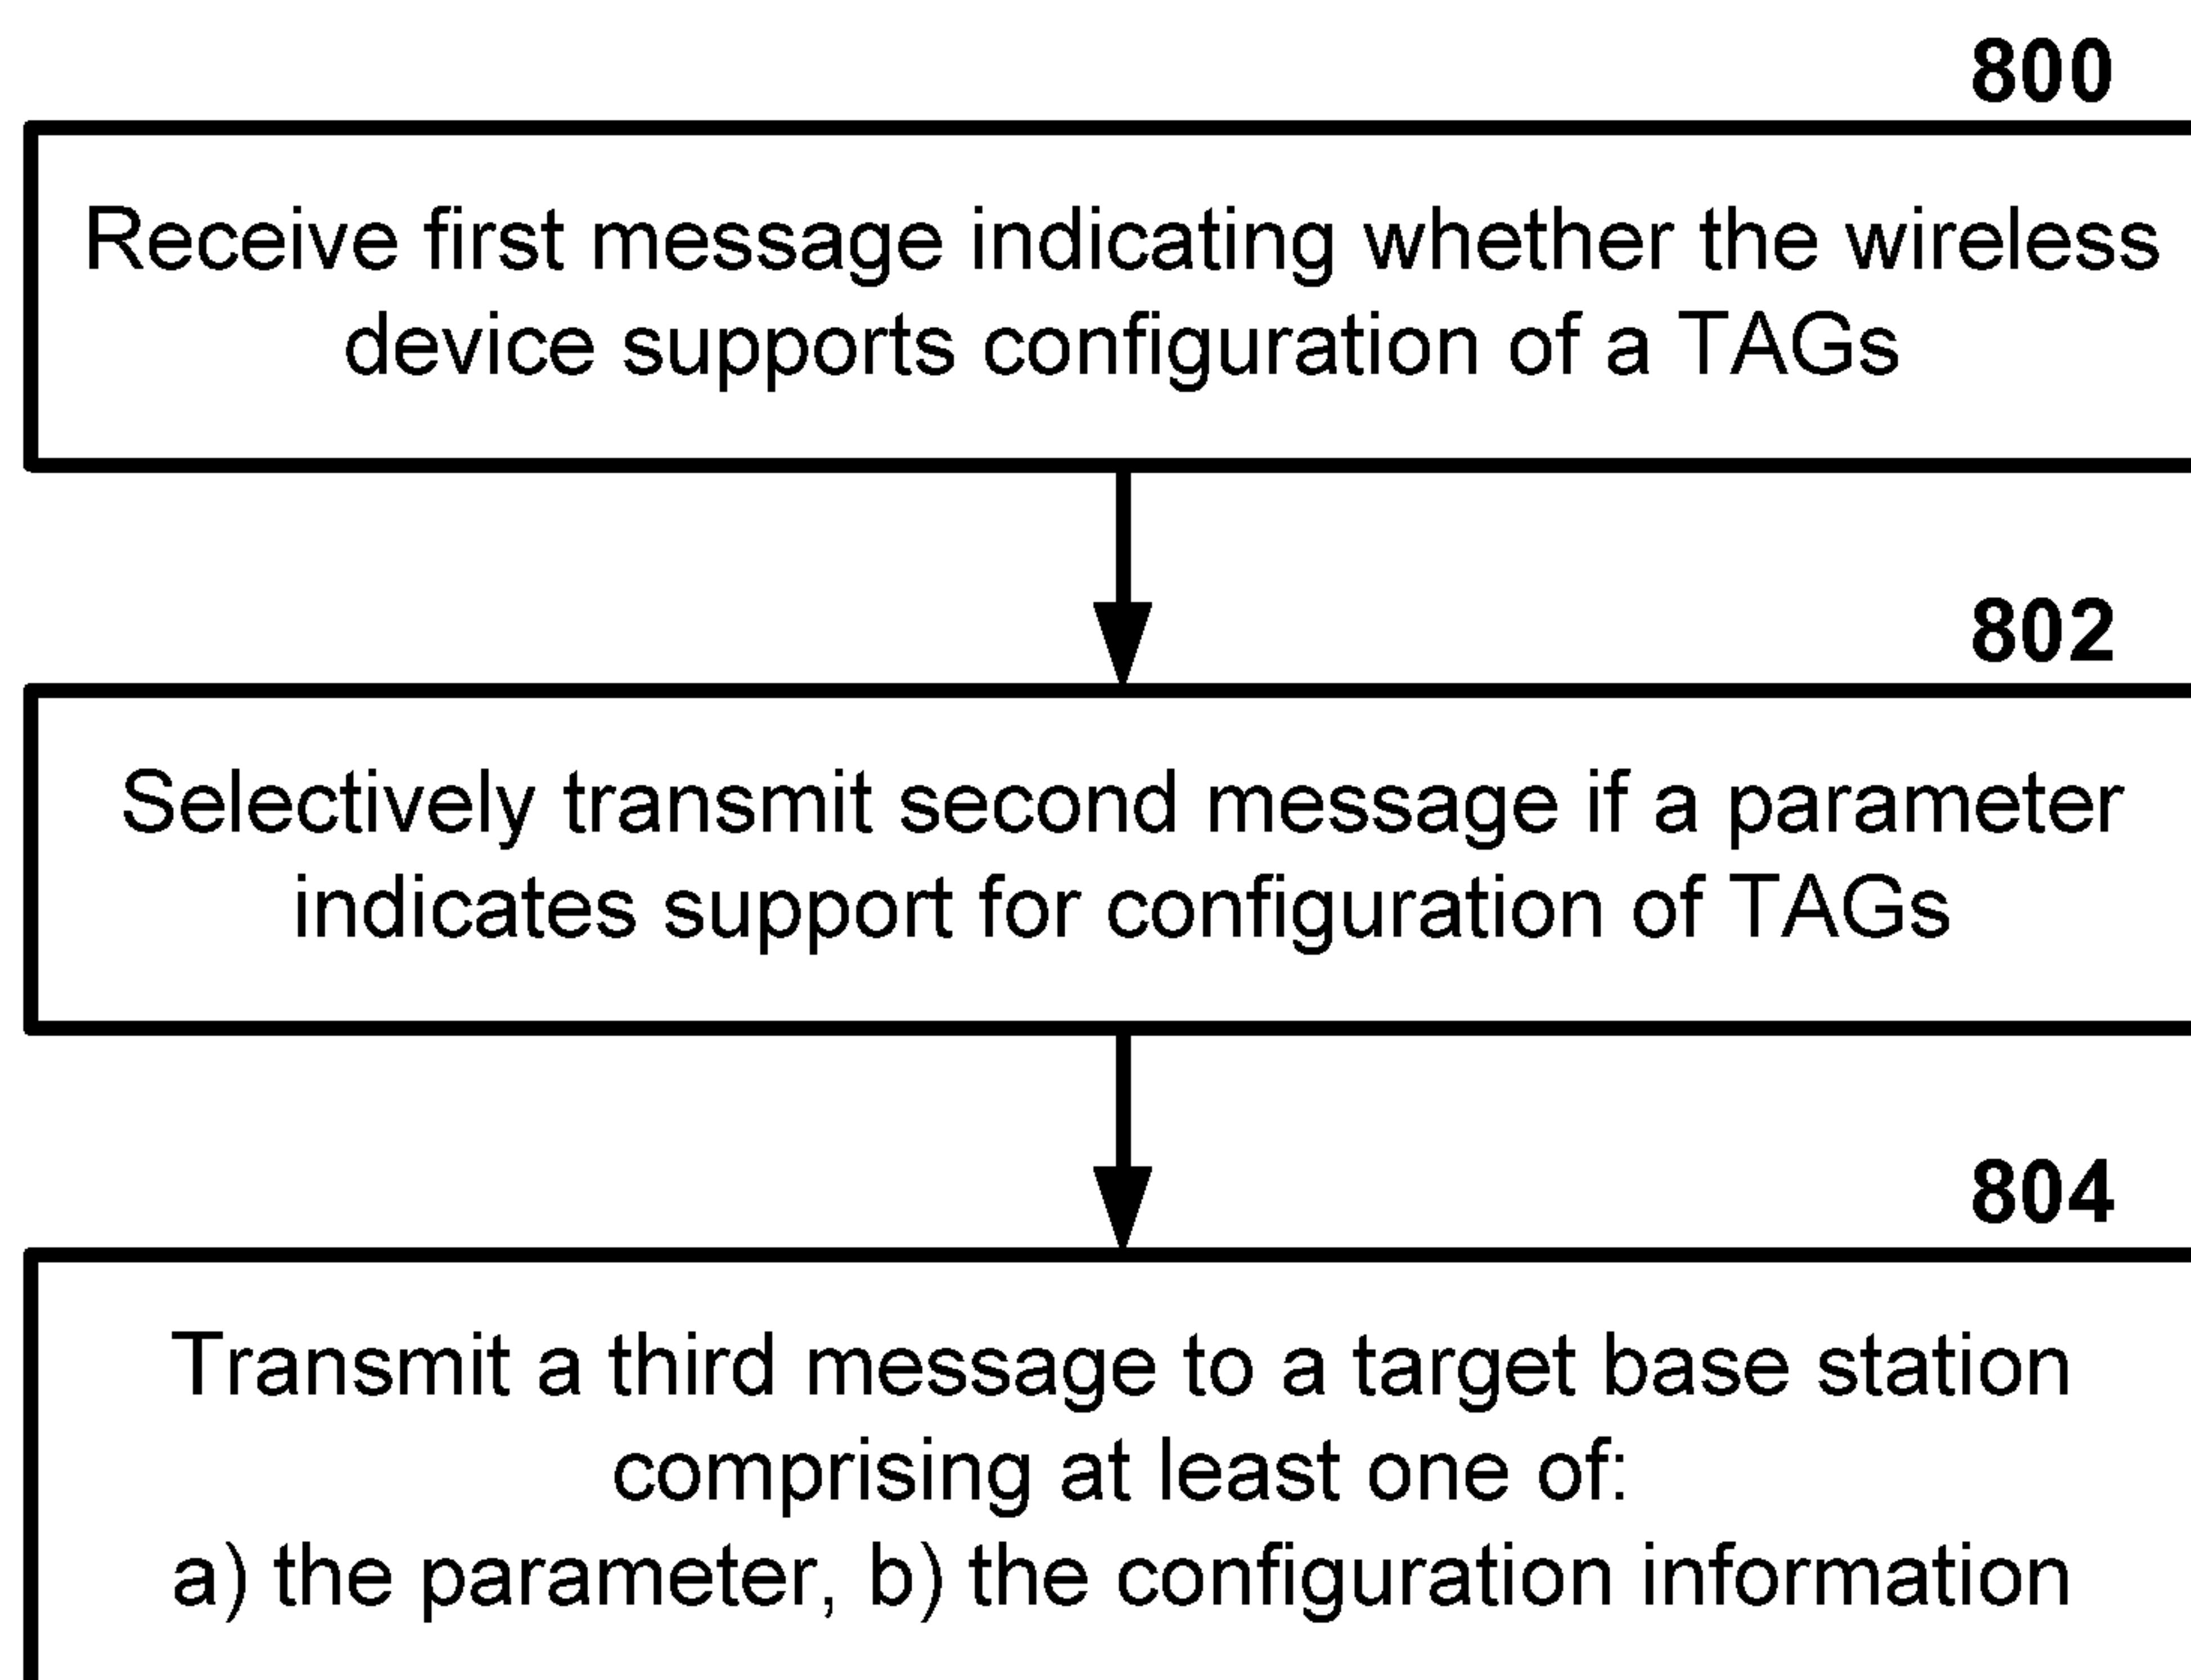 800
Receive first message indicating whether the wireless
device supports configuration of a TAGs
802
Selectively transmit second message if a parameter
indicates support for configuration of TAGs
804
Transmit a third message to a target base station
comprising at least one of:
a) the parameter, b) the configuration information